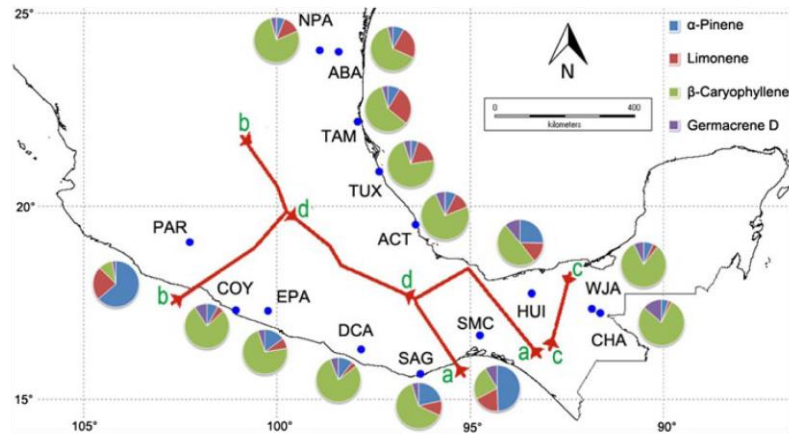 25°
NPA
ABA
TAM
TUX
ACT
N
0 400
kilometers
α-Pinene
Limonene
β-Caryophyllene
Germacrene D
b
d
20°
PAR
b
COY
EPA
DCA
SAG
d
a
SMC
HUI
a
c
c
WJA
CHA
15°
105°
100°
95°
90°